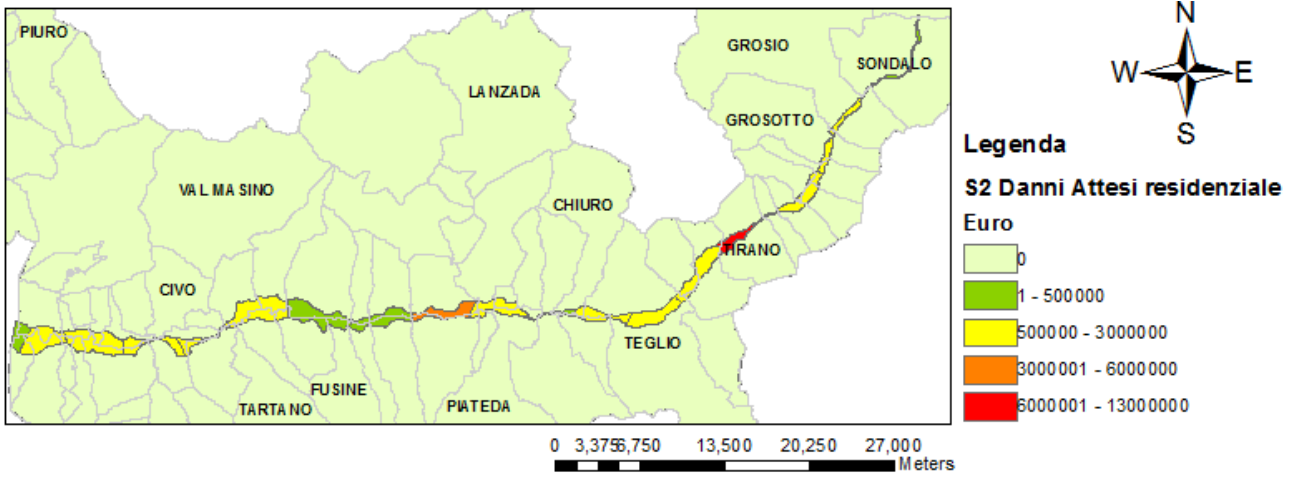 PIURO
GROSIO
SONDALO
LANZADA
GROSOTTO
VAL MASINO
CHIURO
TIRANO
CIVO
TEGLIO
FUSINE
TARTANO
PIATEDA
N
W
E
S
Legenda
S2 Danni Attesi residenziale
Euro
0
1 - 500000
500000 - 3000000
3000001 - 6000000
6000001 - 13000000
0 3,375 6,750 13,500 20,250 27,000
Meters